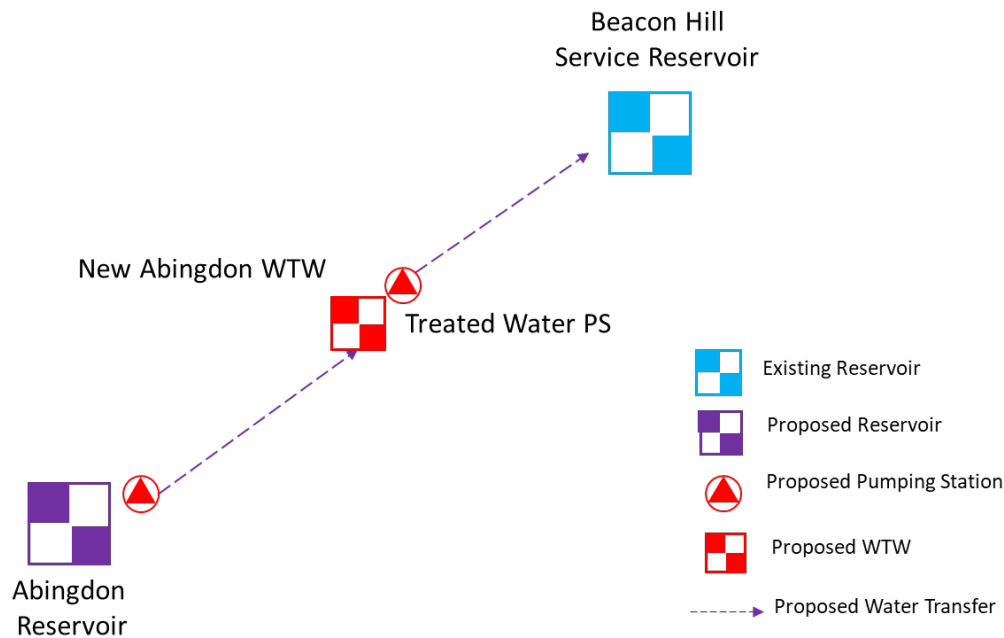 Beacon Hill
Service Reservoir
New Abingdon WTW
Treated Water PS
Abingdon
Reservoir
Existing Reservoir
Proposed Reservoir
Proposed Pumping Station
Proposed WTW
Proposed Water Transfer